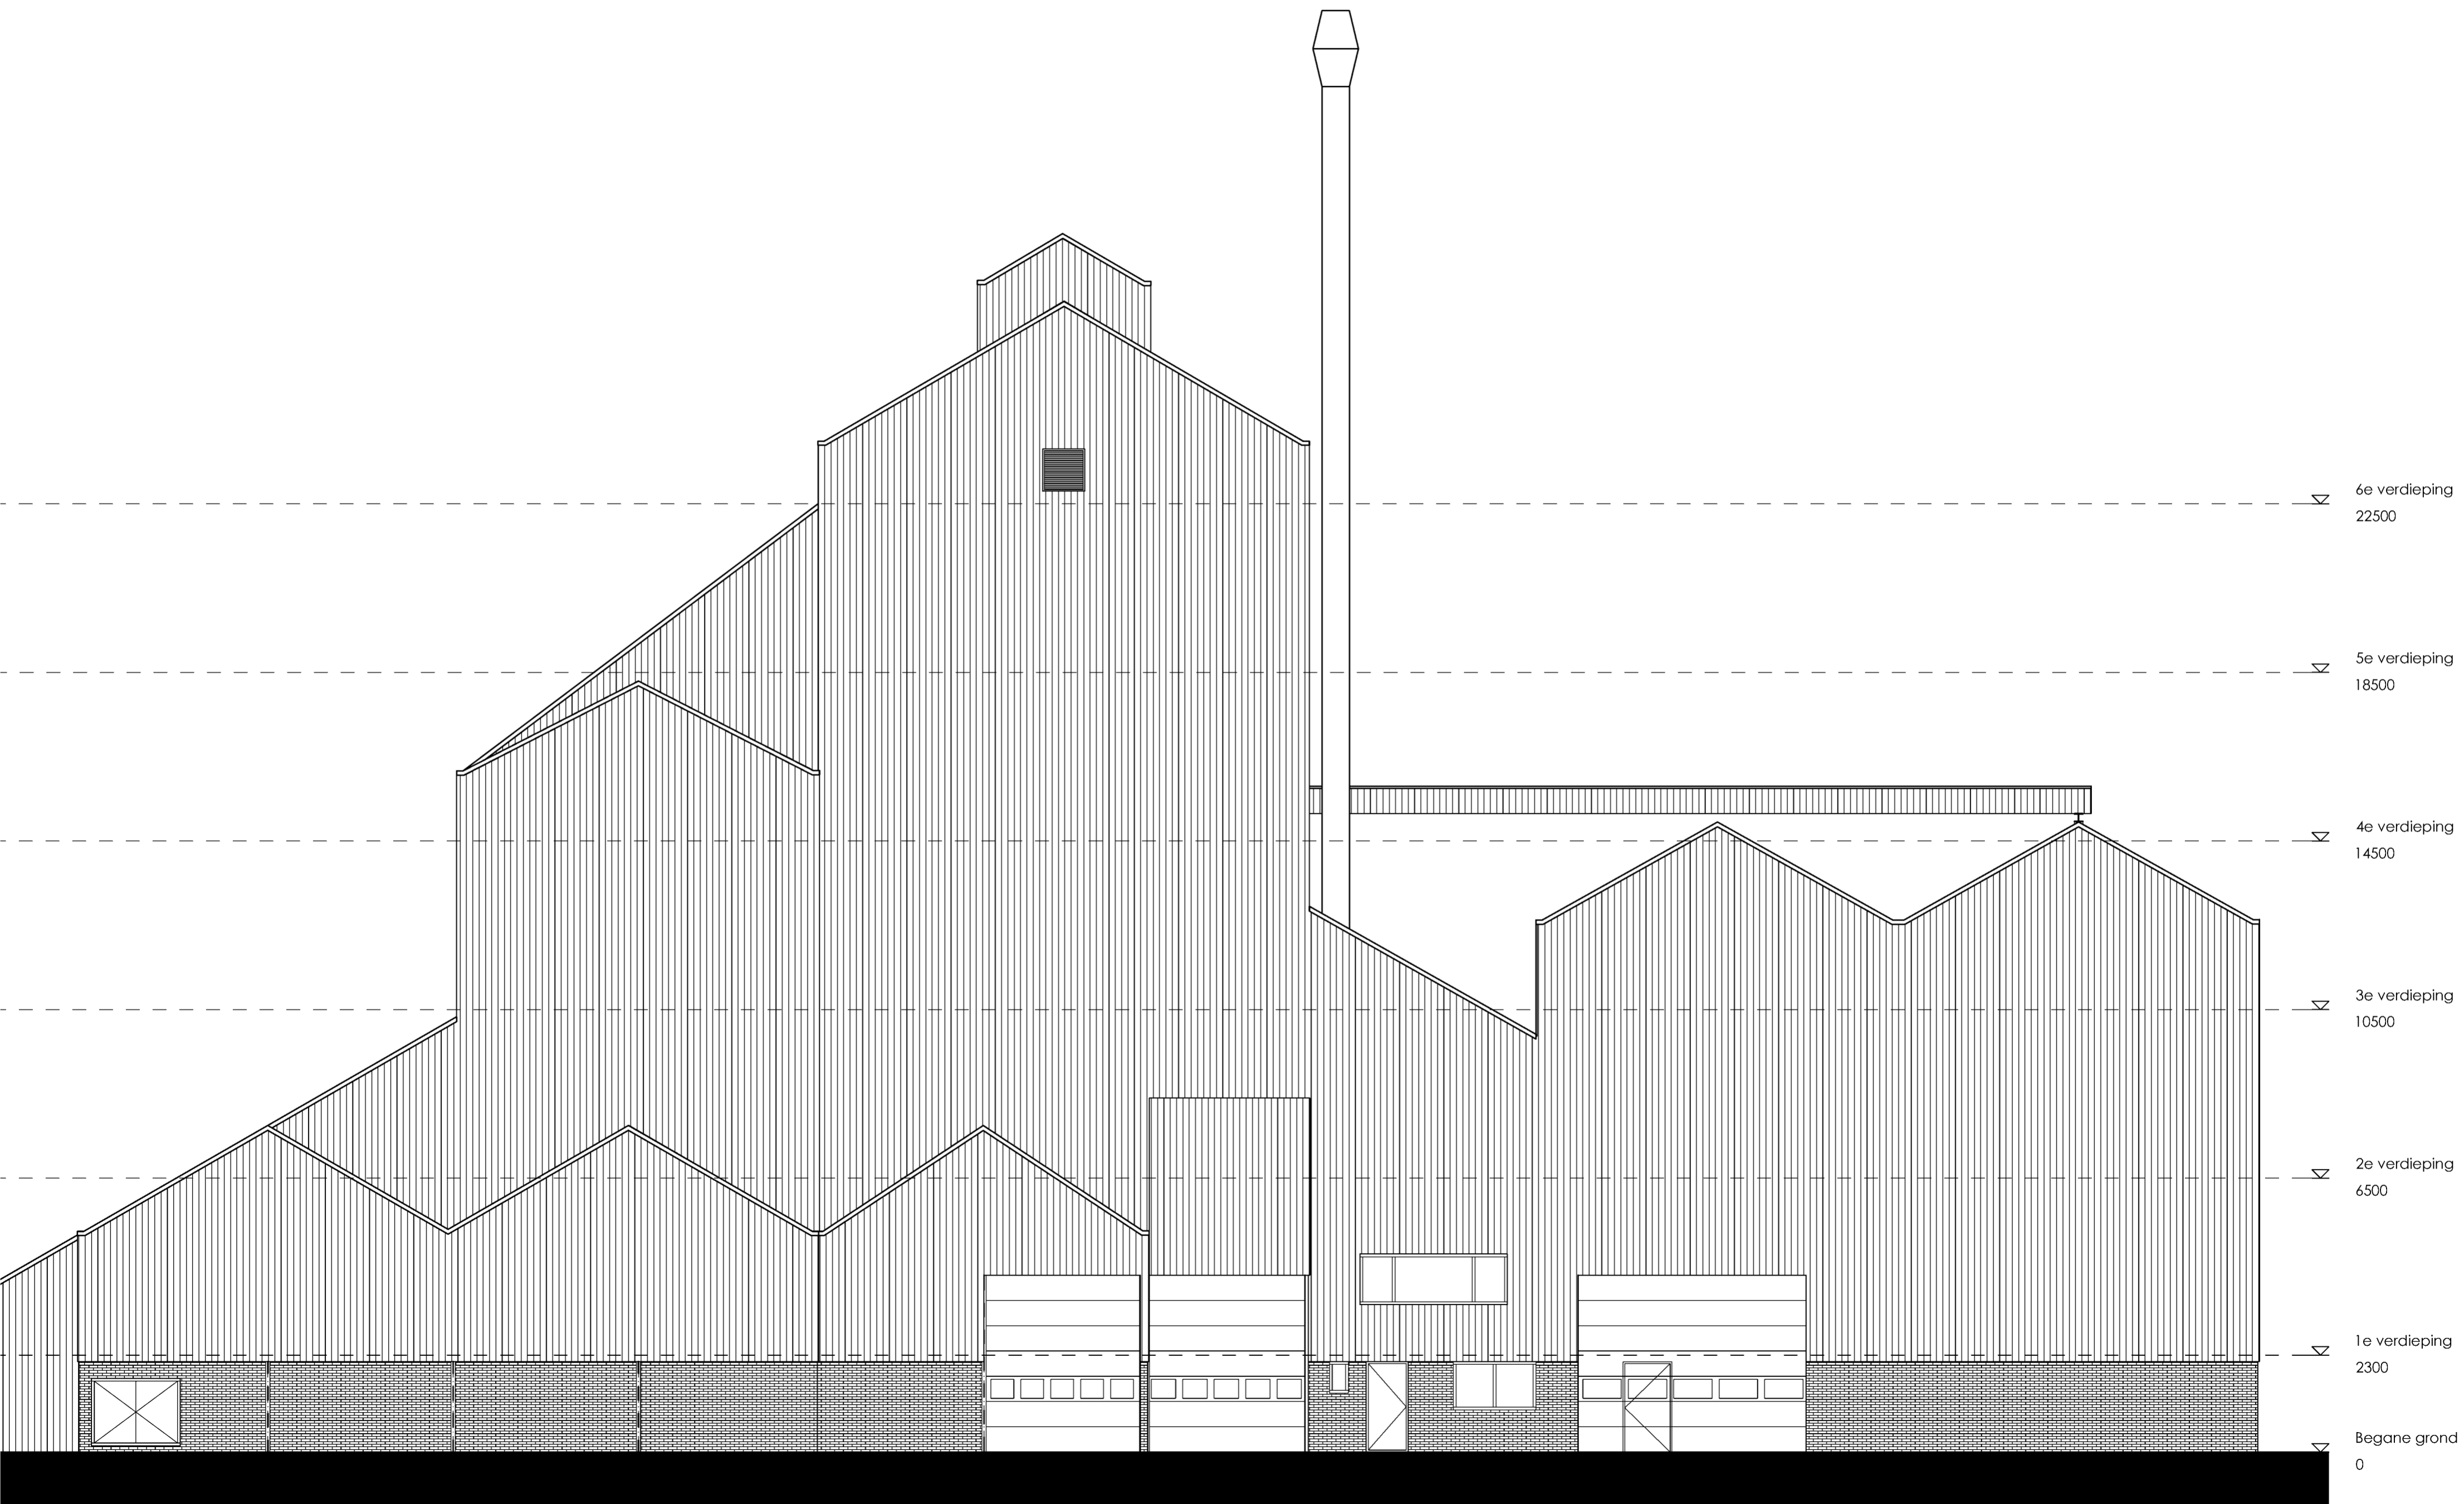 6e verdieping
22500
5e verdieping
18500
4e verdieping
14500
3e verdieping
10500
2e verdieping
6500
1e verdieping
2300
Begane grond
0